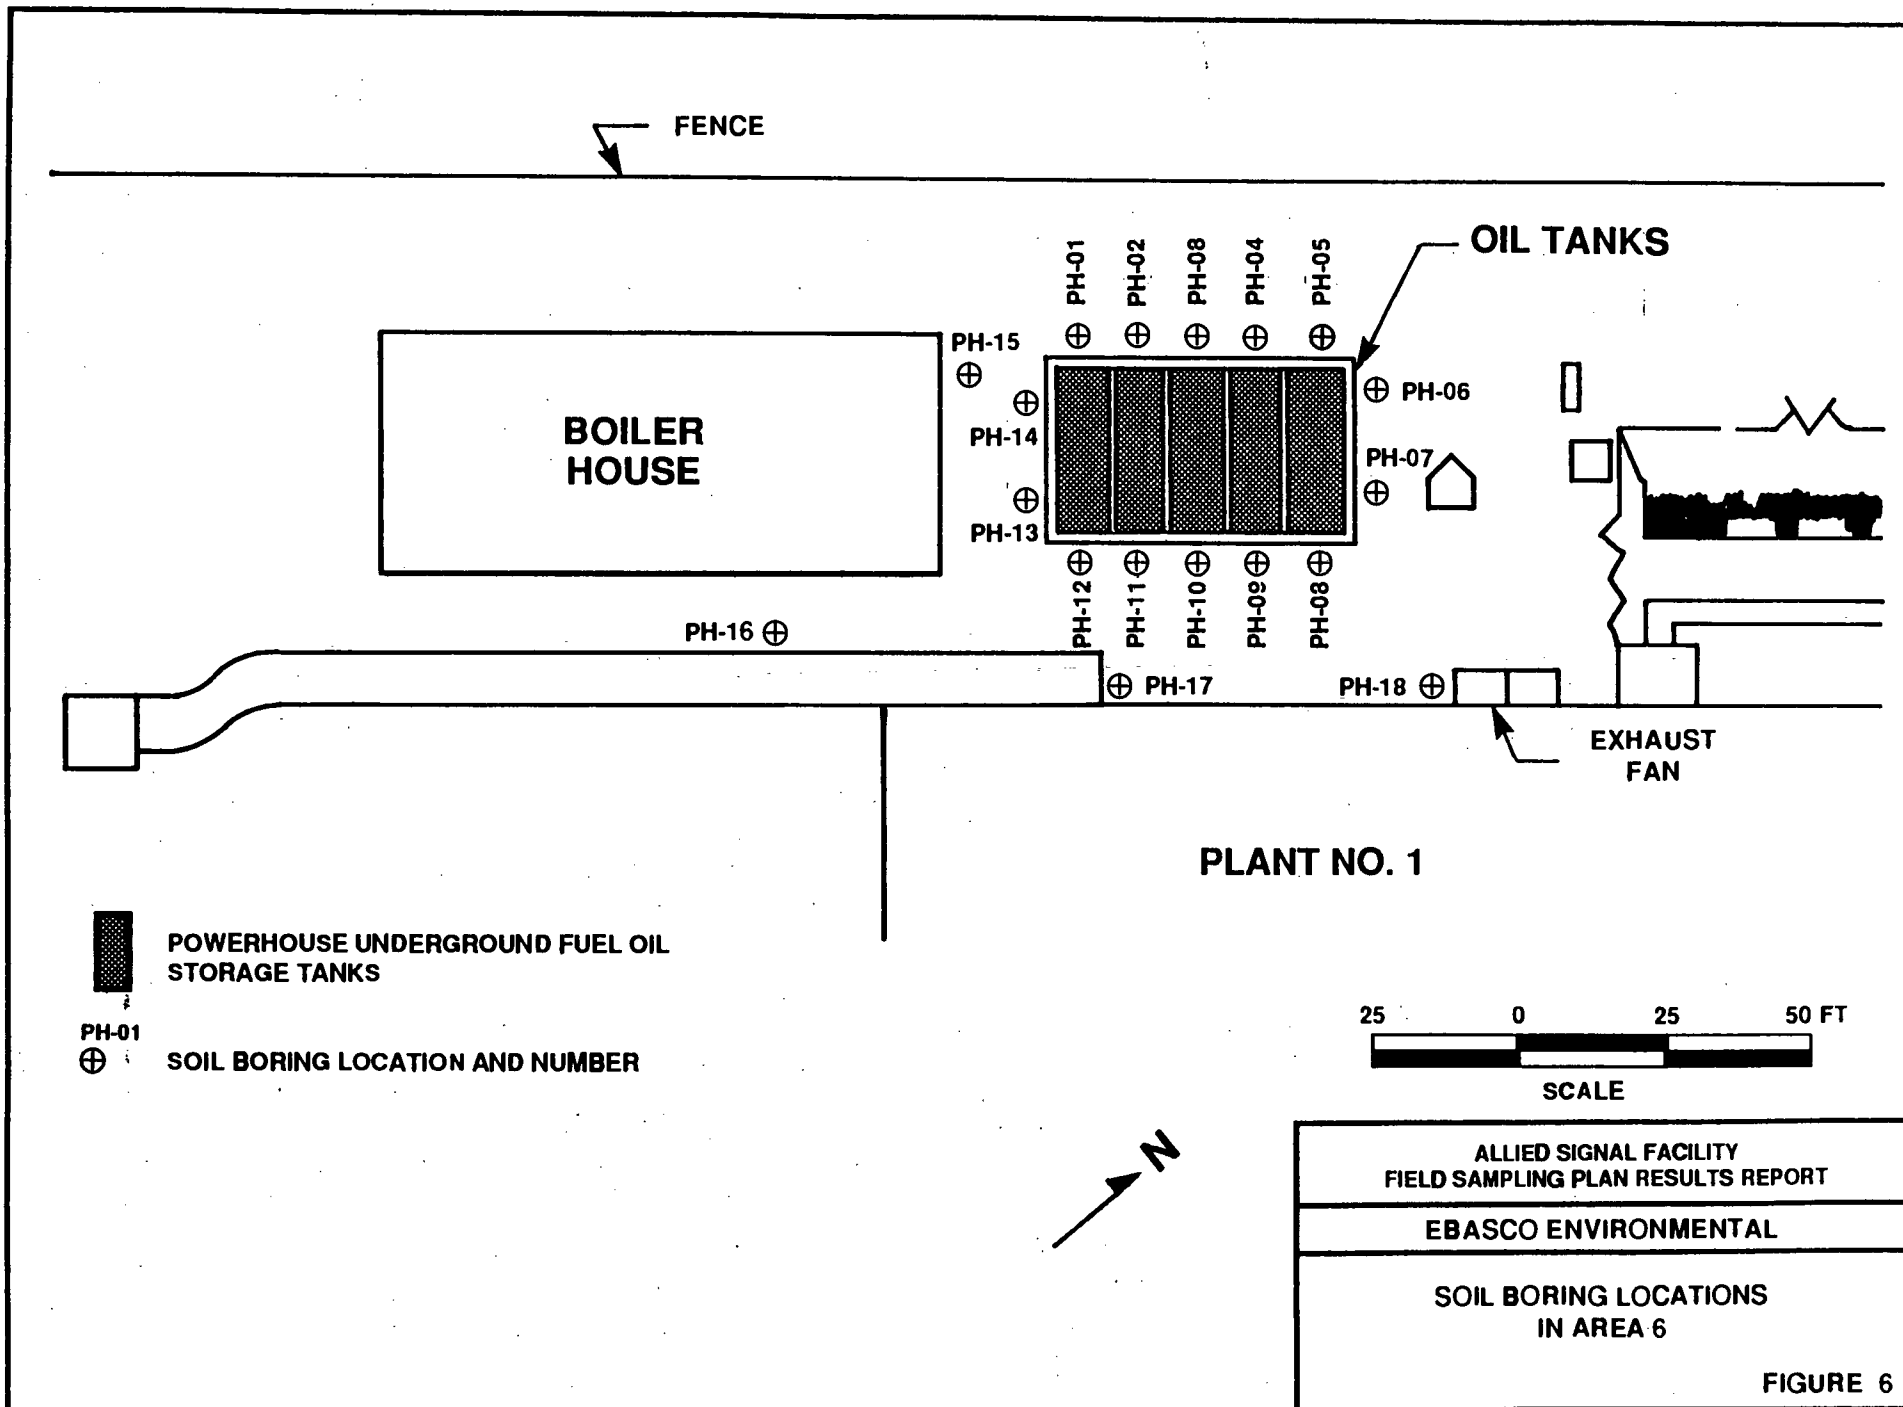 FENCE
OIL TANKS
PH-01
PH-02
PH-08
PH-04
PH-05
PH-15
PH-14
PH-13
PH-06
PH-07
BOILER
HOUSE
PH-12
PH-11
PH-10
PH-09
PH-08
PH-16
PH-17
PH-18
EXHAUST
FAN
PLANT NO. 1
POWERHOUSE UNDERGROUND FUEL OIL
STORAGE TANKS
PH-01
SOIL BORING LOCATION AND NUMBER
25 0 25 50 FT
SCALE
N
ALLIED SIGNAL FACILITY
FIELD SAMPLING PLAN RESULTS REPORT
EBASCO ENVIRONMENTAL
SOIL BORING LOCATIONS
IN AREA 6
FIGURE 6